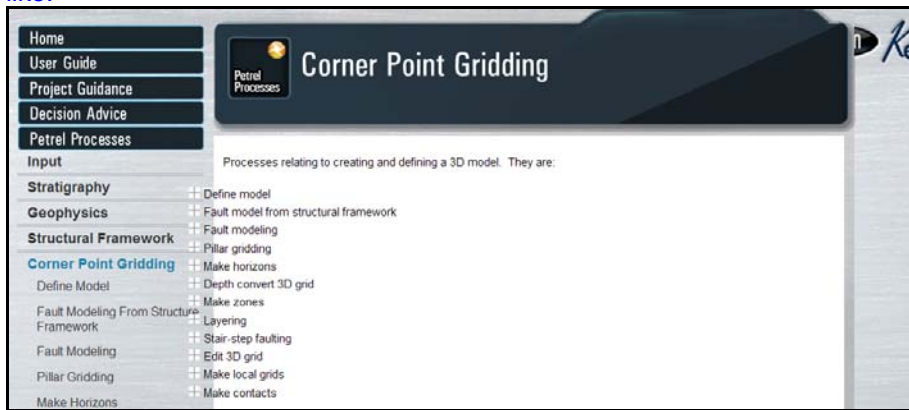 Home
User Guide
Project Guidance
Decision Advice
Petrel Processes
Input
Stratigraphy
Geophysics
Structural Framework
Corner Point Gridding
Define Model
Fault Modeling From Structure
Framework
Fault Modeling
Pillar Gridding
Make Horizons
Petrel
Processes
Corner Point Gridding
Processes relating to creating and defining a 3D model. They are:
Define model
Fault model from structural framework
Fault modeling
Pillar gridding
Make horizons
Depth convert 3D grid
Make zones
Layering
Stair-step faulting
Edit 3D grid
Make local grids
Make contacts